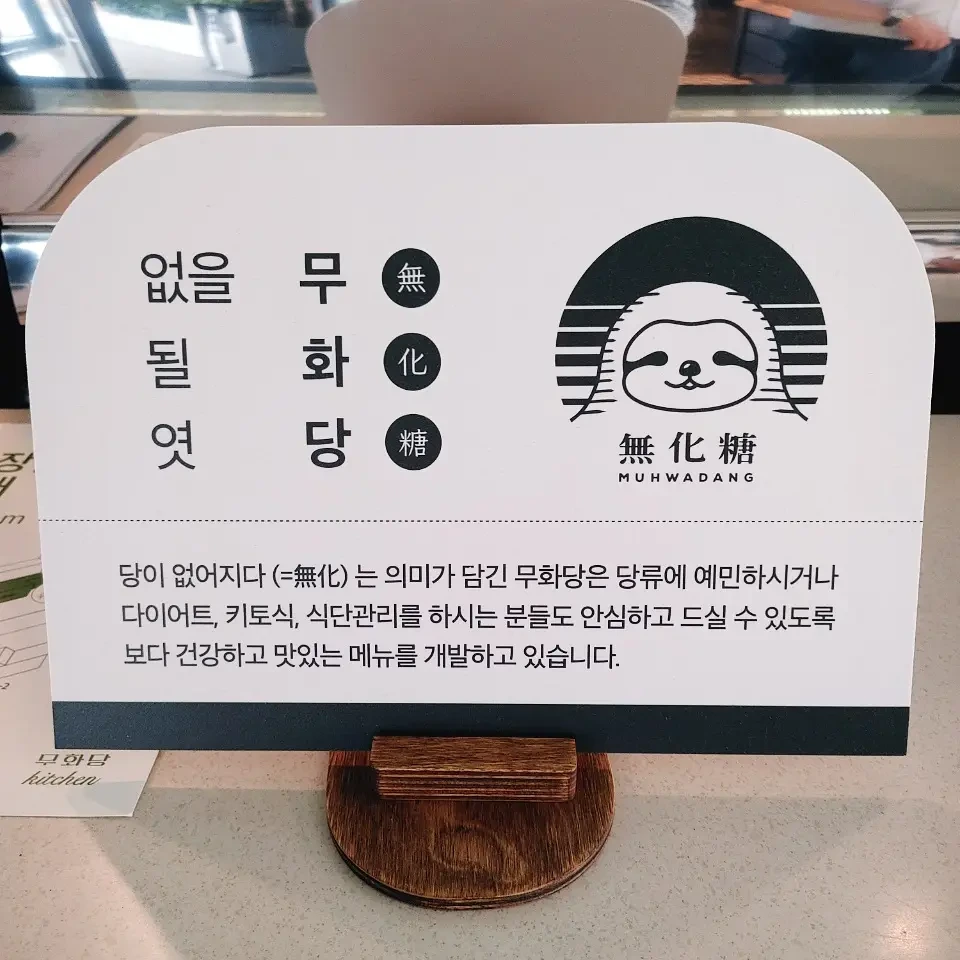 없을 무 無
될 화 化
엿 당 糖
無化糖
MUHWADANG
당이 없어지다 (=無化) 는 의미가 담긴 무화당은 당류에 예민하시거나
다이어트, 키토식, 식단관리를 하시는 분들도 안심하고 드실 수 있도록
보다 건강하고 맛있는 메뉴를 개발하고 있습니다.
무화당
kitchen